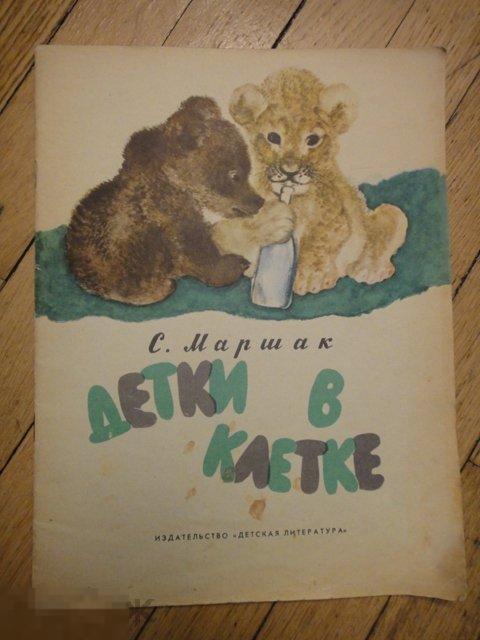 С. Маршак
ДЕТКИ В
КЛЕТКЕ
ИЗДАТЕЛЬСТВО «ДЕТСКАЯ ЛИТЕРАТУРА»